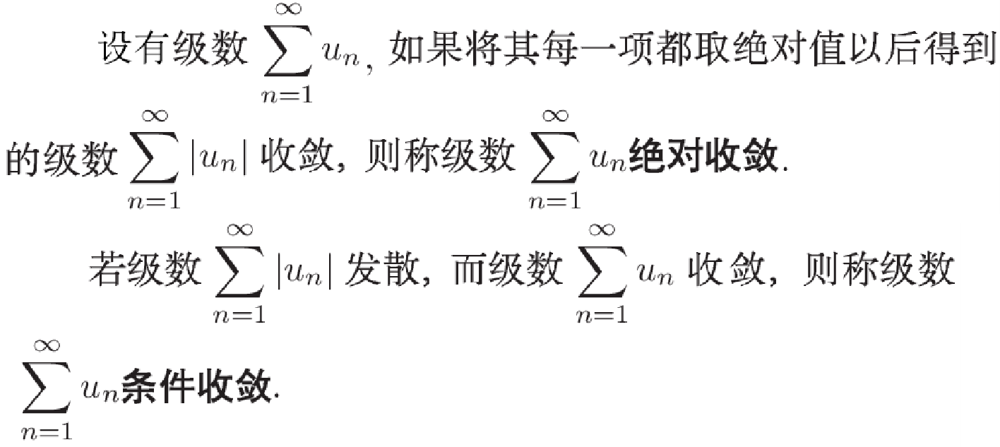 设有级数 $\sum_{n=1}^{\infty} u_n$, 如果将其每一项都取绝对值以后得到
的级数 $\sum_{n=1}^{\infty} |u_n|$ 收敛, 则称级数 $\sum_{n=1}^{\infty} u_n$绝对收敛.
若级数 $\sum_{n=1}^{\infty} |u_n|$ 发散, 而级数 $\sum_{n=1}^{\infty} u_n$ 收敛, 则称级数
$\sum_{n=1}^{\infty} u_n$条件收敛.